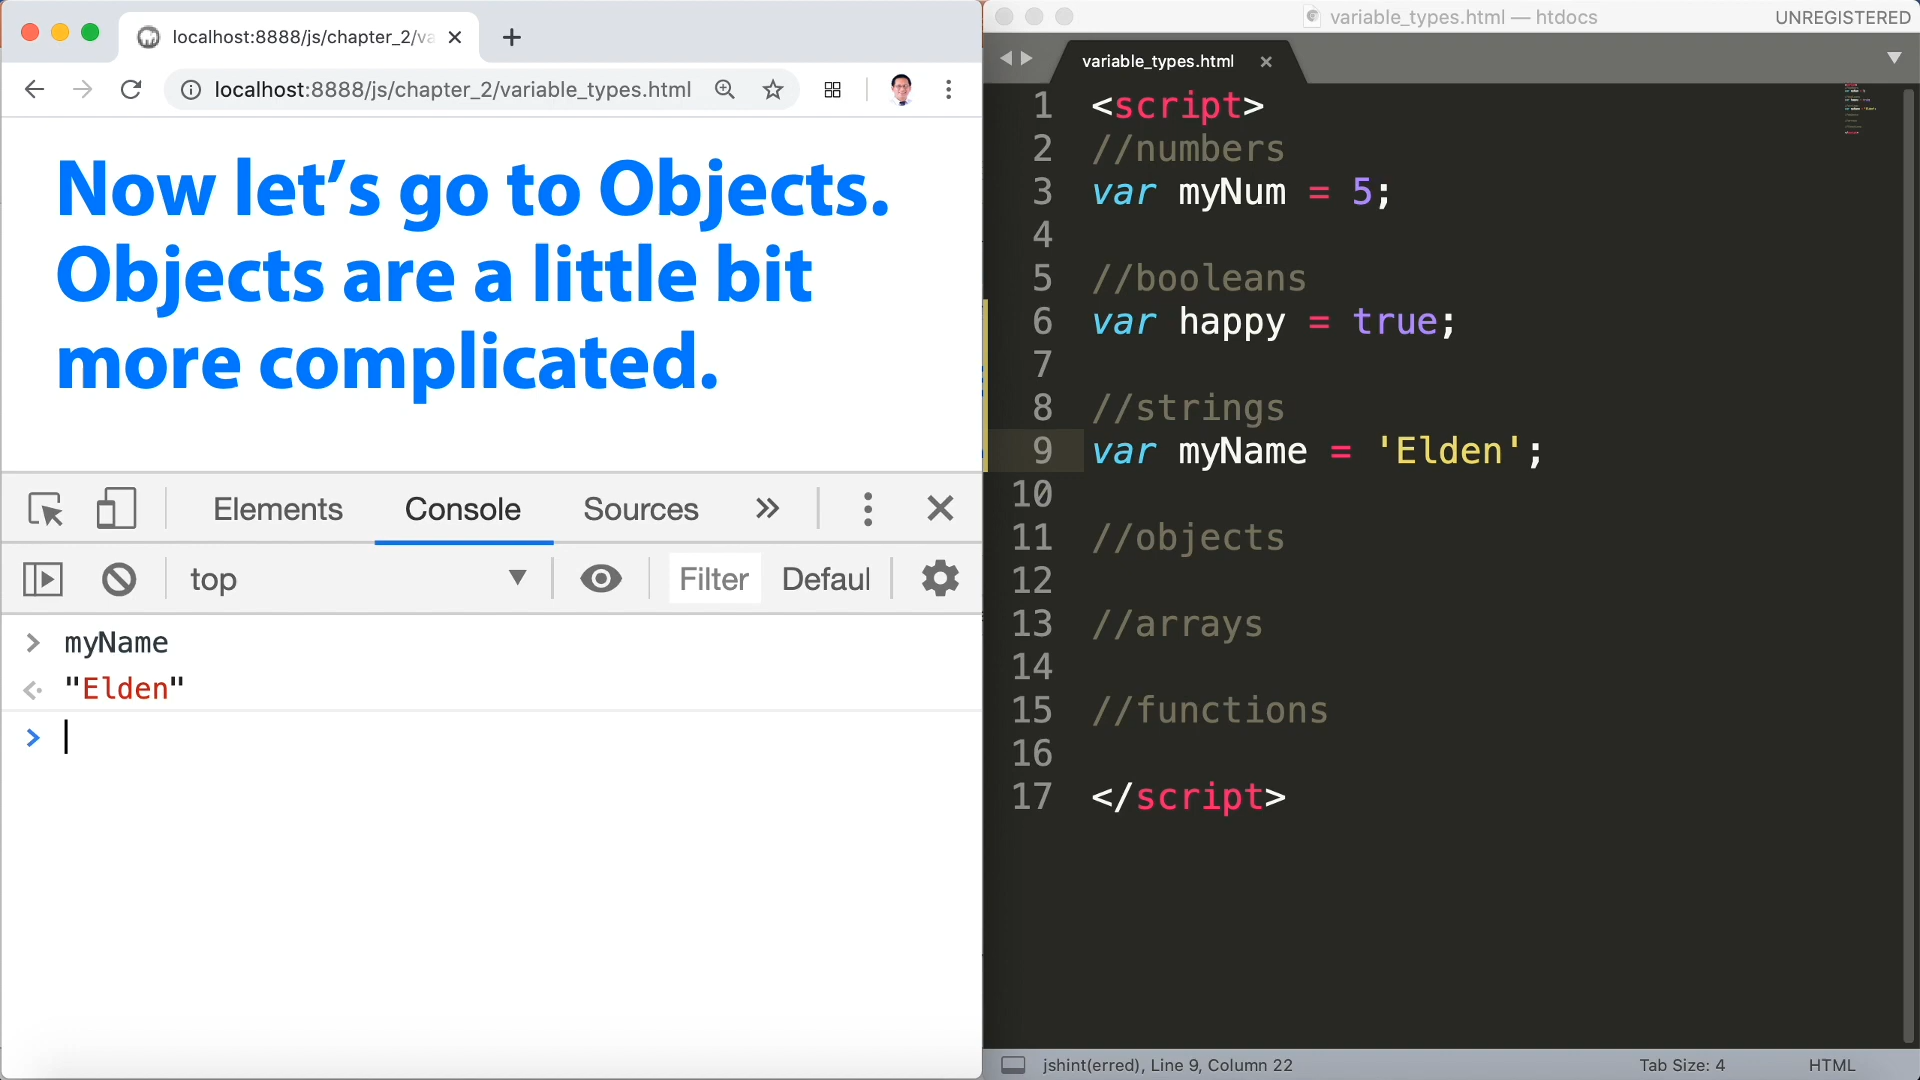 localhost:8888/js/chapter_2/va
localhost:8888/js/chapter_2/variable_types.html
Now let's go to Objects.
Objects are a little bit
more complicated.
Elements Console Sources
top Filter Defaul
myName
"Elden"
variable_types.html — htdocs UNREGISTERED
variable_types.html
1 <script>
2 //numbers
3 var myNum = 5;
4
5 //booleans
6 var happy = true;
7
8 //strings
9 var myName = 'Elden';
10
11 //objects
12
13 //arrays
14
15 //functions
16
17 </script>
jshint(erred), Line 9, Column 22 Tab Size: 4 HTML